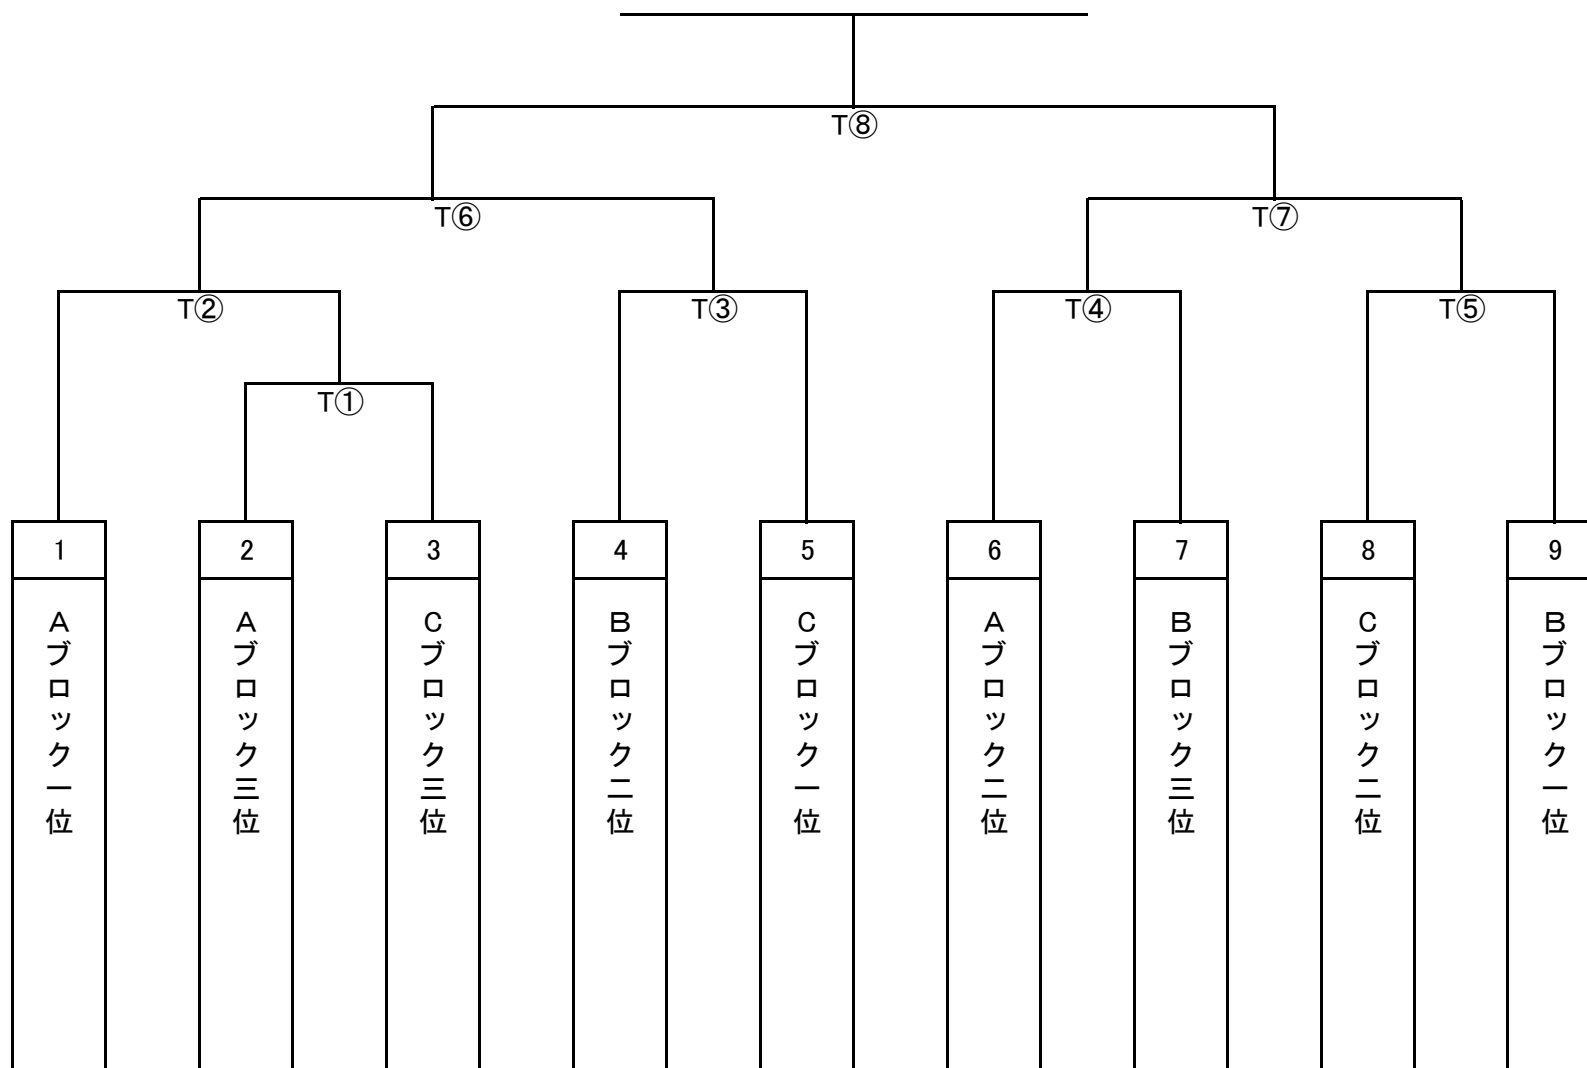 T⑧
T⑥
T⑦
T②
T③
T④
T⑤
T①
1
2
3
4
5
6
7
8
9
Aブロック一位
Aブロック三位
Cブロック三位
Bブロック二位
Cブロック一位
Aブロック二位
Bブロック三位
Cブロック二位
Bブロック一位